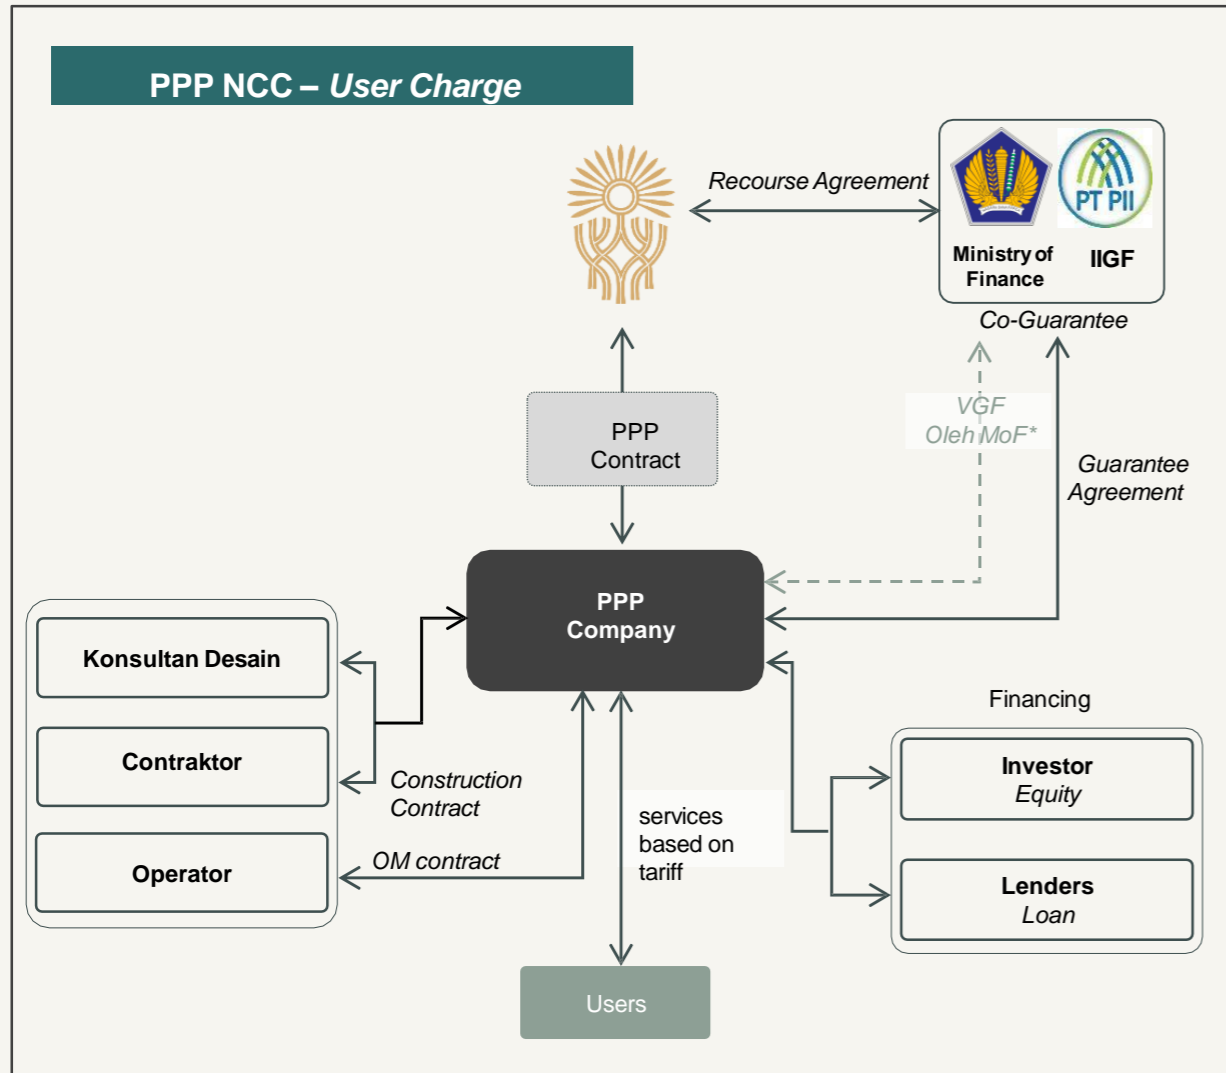 PPP NCC – User Charge
Recourse Agreement
PT PII
Ministry of
Finance
IIGF
Co-Guarantee
PPP
Contract
VGF
Oleh MoF*
Guarantee
Agreement
PPP
Company
Konsultan Desain
Contraktor
Operator
Construction
Contract
OM contract
services
based on
tariff
Financing
Investor
Equity
Lenders
Loan
Users